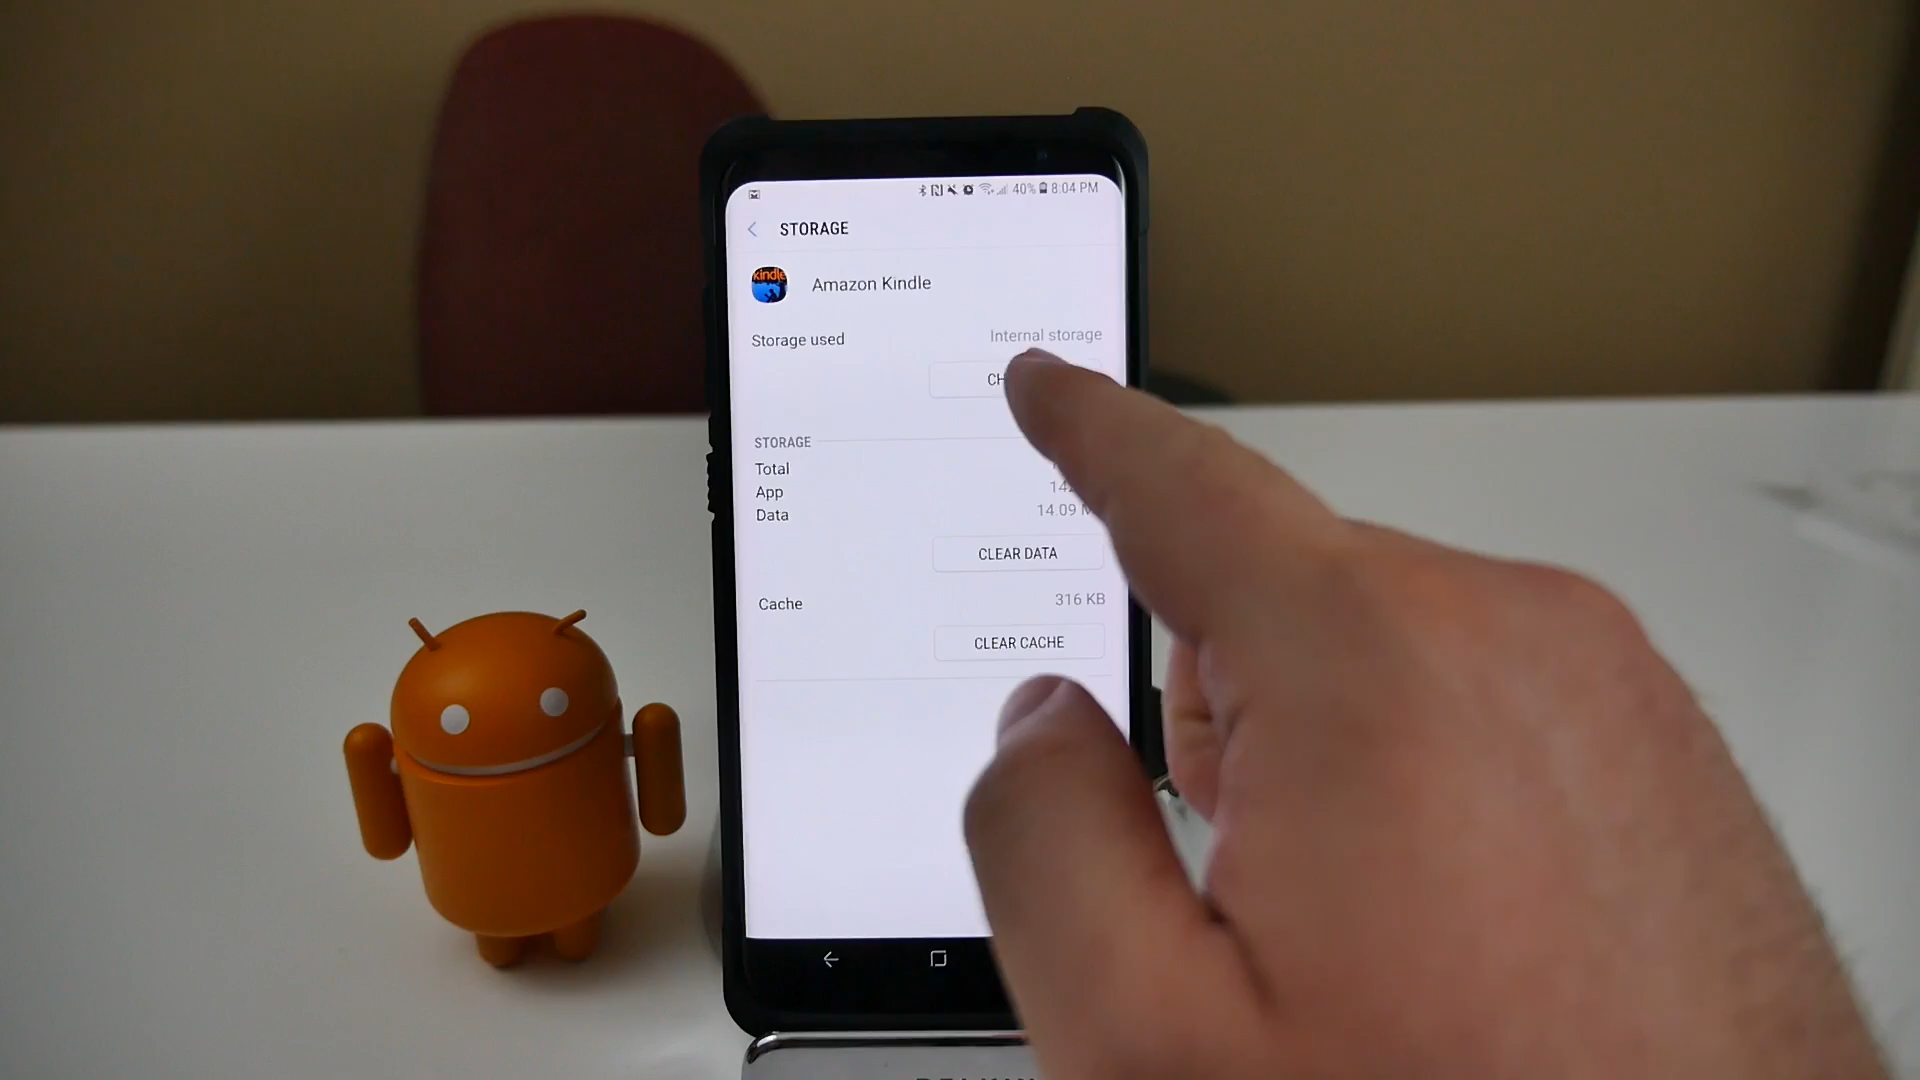 40% 8:04 PM
STORAGE
kindle
Amazon Kindle
Storage used
Internal storage
STORAGE
Total
App
Data
14.09
CLEAR DATA
Cache
316 KB
CLEAR CACHE